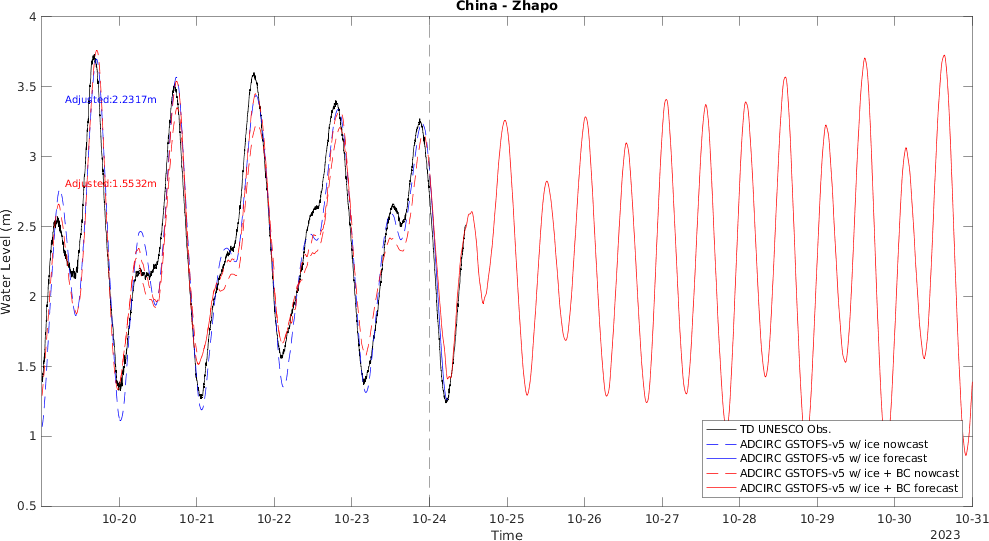 China - Zhapo
4
3.5
3
2.5
2
1.5
1
0.5
Water Level (m)
Adjusted:2.2317m
Adjusted:1.5532m
TD UNESCO Obs.
ADCIRC GSTOFS-v5 w/ ice nowcast
ADCIRC GSTOFS-v5 w/ ice forecast
ADCIRC GSTOFS-v5 w/ ice + BC nowcast
ADCIRC GSTOFS-v5 w/ ice + BC forecast
10-20 10-21 10-22 10-23 10-24 10-25 10-26 10-27 10-28 10-29 10-30 10-31
Time
2023